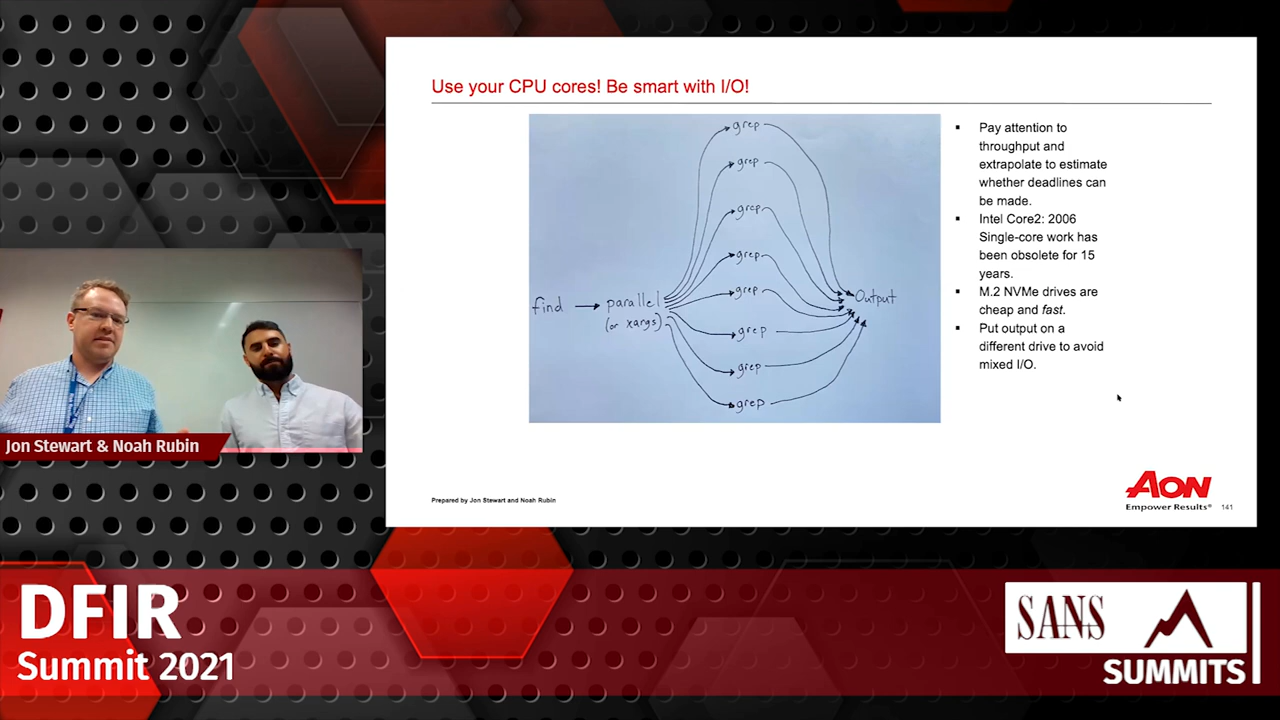 Use your CPU cores! Be smart with I/O!
grep
grep
grep
grep
grep
grep
grep
grep
find
parallel
(or xargs)
Output
▪ Pay attention to
throughput and
extrapolate to estimate
whether deadlines can
be made.
▪ Intel Core2: 2006
Single-core work has
been obsolete for 15
years.
▪ M.2 NVMe drives are
cheap and fast.
▪ Put output on a
different drive to avoid
mixed I/O.
Prepared by Jon Stewart and Noah Rubin
AON
Empower Results®
141
Jon Stewart & Noah Rubin
DFIR
Summit 2021
SANS
SUMMITS